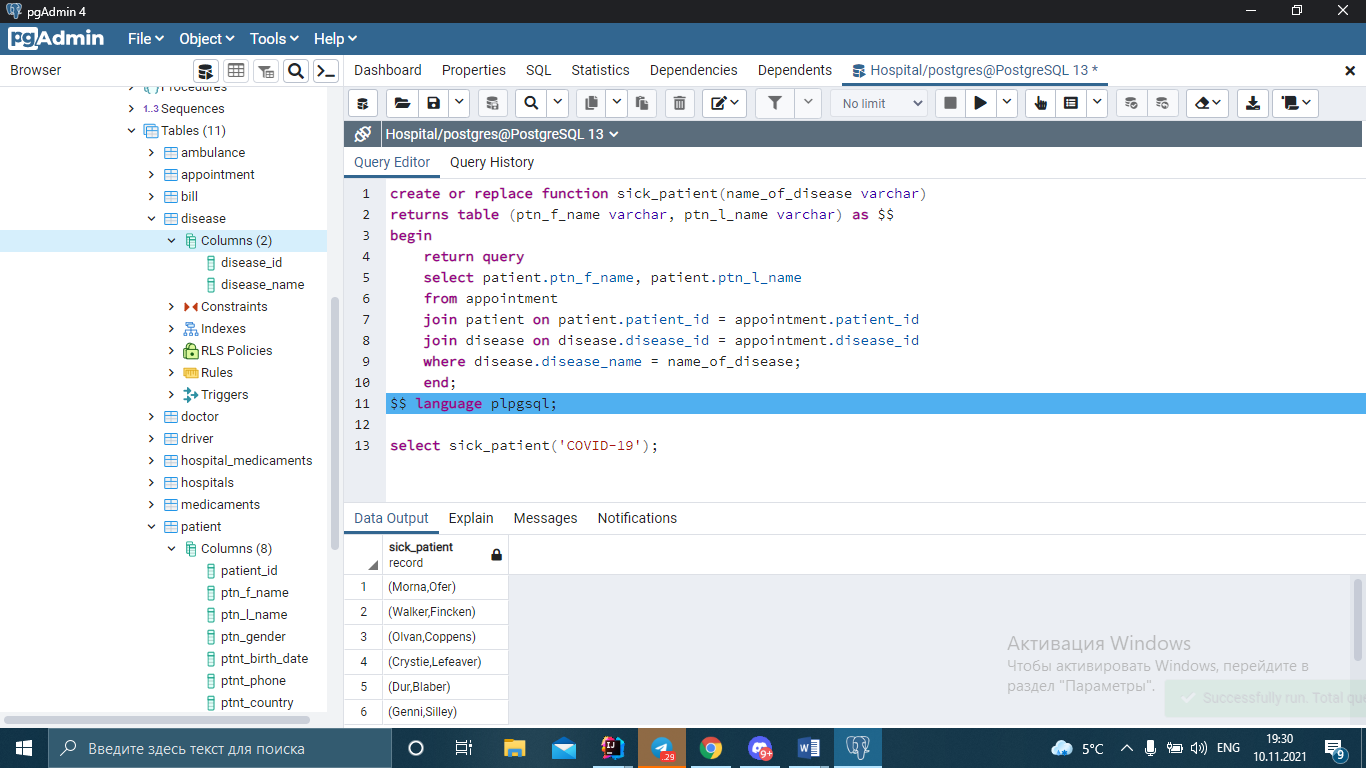 pgAdmin 4
pgAdmin File Object Tools Help
Browser
Dashboard Properties SQL Statistics Dependencies Dependents Hospital/postgres@PostgreSQL 13 *
No limit
Hospital/postgres@PostgreSQL 13
Query Editor Query History
Procedures
1..3 Sequences
Tables (11)
ambulance
appointment
bill
disease
Columns (2)
disease_id
disease_name
Constraints
Indexes
RLS Policies
Rules
Triggers
doctor
driver
hospital_medicaments
hospitals
medicaments
patient
Columns (8)
patient_id
ptn_f_name
ptn_l_name
ptn_gender
ptnt_birth_date
ptnt_phone
ptnt_country
1 create or replace function sick_patient(name_of_disease varchar)
2 returns table (ptn_f_name varchar, ptn_l_name varchar) as $$
3 begin
4 return query
5 select patient.ptn_f_name, patient.ptn_l_name
6 from appointment
7 join patient on patient.patient_id = appointment.patient_id
8 join disease on disease.disease_id = appointment.disease_id
9 where disease.disease_name = name_of_disease;
10 end;
11 $$ language plpgsql;
12
13 select sick_patient('COVID-19');
Data Output Explain Messages Notifications
sick_patient
record
1 (Morna,Ofer)
2 (Walker,Fincken)
3 (Olvan,Coppens)
4 (Crystie,Lefeaver)
5 (Dur,Blaber)
6 (Genni,Silley)
Активация Windows
Чтобы активировать Windows, перейдите в
раздел "Параметры".
Successfully run. Total
Введите здесь текст для поиска
29
9+
5°C
ENG
19:30
10.11.2021
9